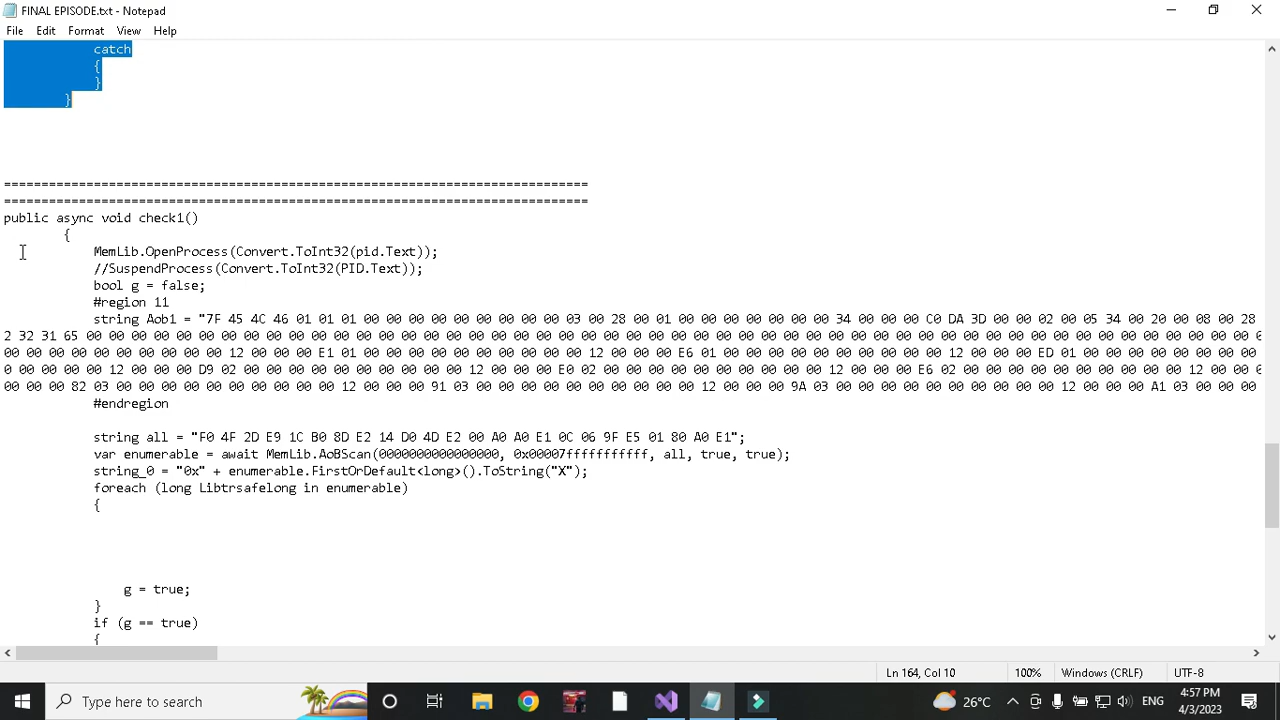 FINAL EPISODE.txt - Notepad
File Edit Format View Help
catch
{
}
}
==============================================================================
==============================================================================
public async void check1()
{
MemLib.OpenProcess(Convert.ToInt32(pid.Text));
//SuspendProcess(Convert.ToInt32(PID.Text));
bool g = false;
#region 11
string Aob1 = "7F 45 4C 46 01 01 01 00 00 00 00 00 00 00 00 00 03 00 28 00 01 00 00 00 00 00 00 00 34 00 00 00 C0 DA 3D 00 00 02 00 05 34 00 20 00 08 00 28
2 32 31 65 00 00 00 00 00 00 00 00 00 00 00 00 00 00 00 00 00 00 00 00 00 00 00 00 00 00 00 00 00 00 00 00 00 00 00 00 00 00 00 00 00 00 00 00 00 00 00 0
00 00 00 00 00 00 00 00 00 00 12 00 00 00 E1 01 00 00 00 00 00 00 00 00 00 00 12 00 00 00 E6 01 00 00 00 00 00 00 00 00 00 00 12 00 00 00 ED 01 00 00 00 00 00 00 00 00
0 00 00 00 00 12 00 00 00 D9 02 00 00 00 00 00 00 00 00 00 00 12 00 00 00 E0 02 00 00 00 00 00 00 00 00 00 00 12 00 00 00 E6 02 00 00 00 00 00 00 00 00 00 00 12 00 0
00 00 00 82 03 00 00 00 00 00 00 00 00 00 00 12 00 00 00 91 03 00 00 00 00 00 00 00 00 00 00 12 00 00 00 9A 03 00 00 00 00 00 00 00 00 00 00 12 00 00 00 A1 03 00 00 00
#endregion
string all = "F0 4F 2D E9 1C B0 8D E2 14 D0 4D E2 00 A0 A0 E1 0C 06 9F E5 01 80 A0 E1";
var enumerable = await MemLib.AoBScan(0000000000000000, 0x00007fffffffffff, all, true, true);
string_0 = "0x" + enumerable.FirstOrDefault<long>().ToString("X");
foreach (long Libtrsafelong in enumerable)
{
g = true;
}
if (g == true)
{
Ln 164, Col 10
100%
Windows (CRLF)
UTF-8
Type here to search
26°C
ENG
4:57 PM
4/3/2023